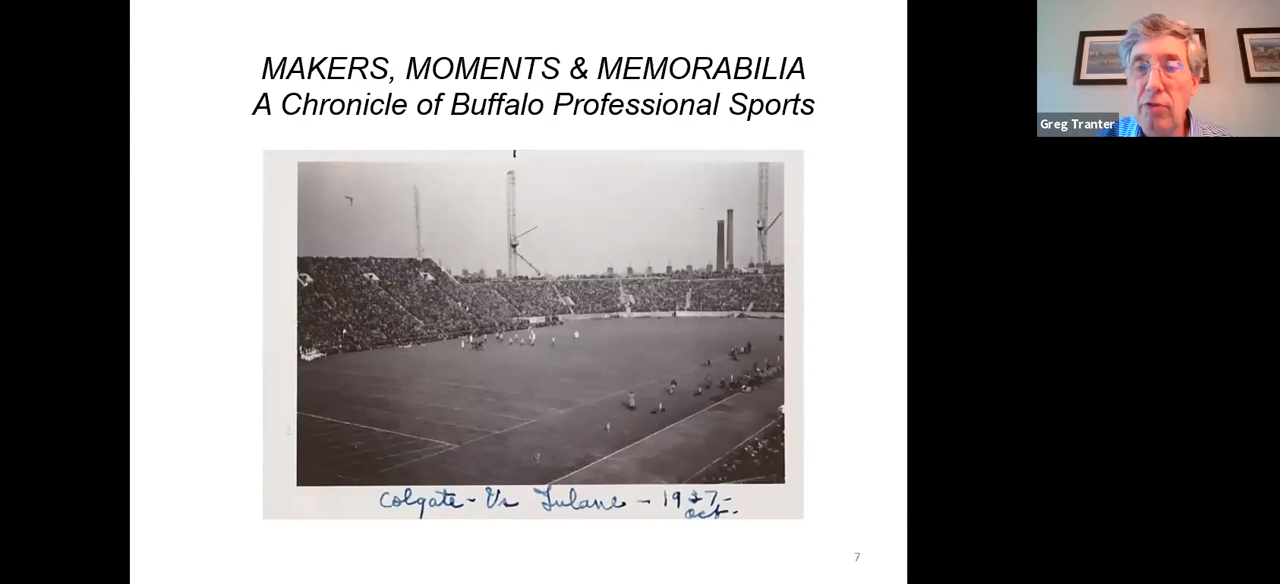 MAKERS, MOMENTS & MEMORABILIA
A Chronicle of Buffalo Professional Sports
Greg Tranter
Colgate - Vs Tulane - 1937-
oct.
7